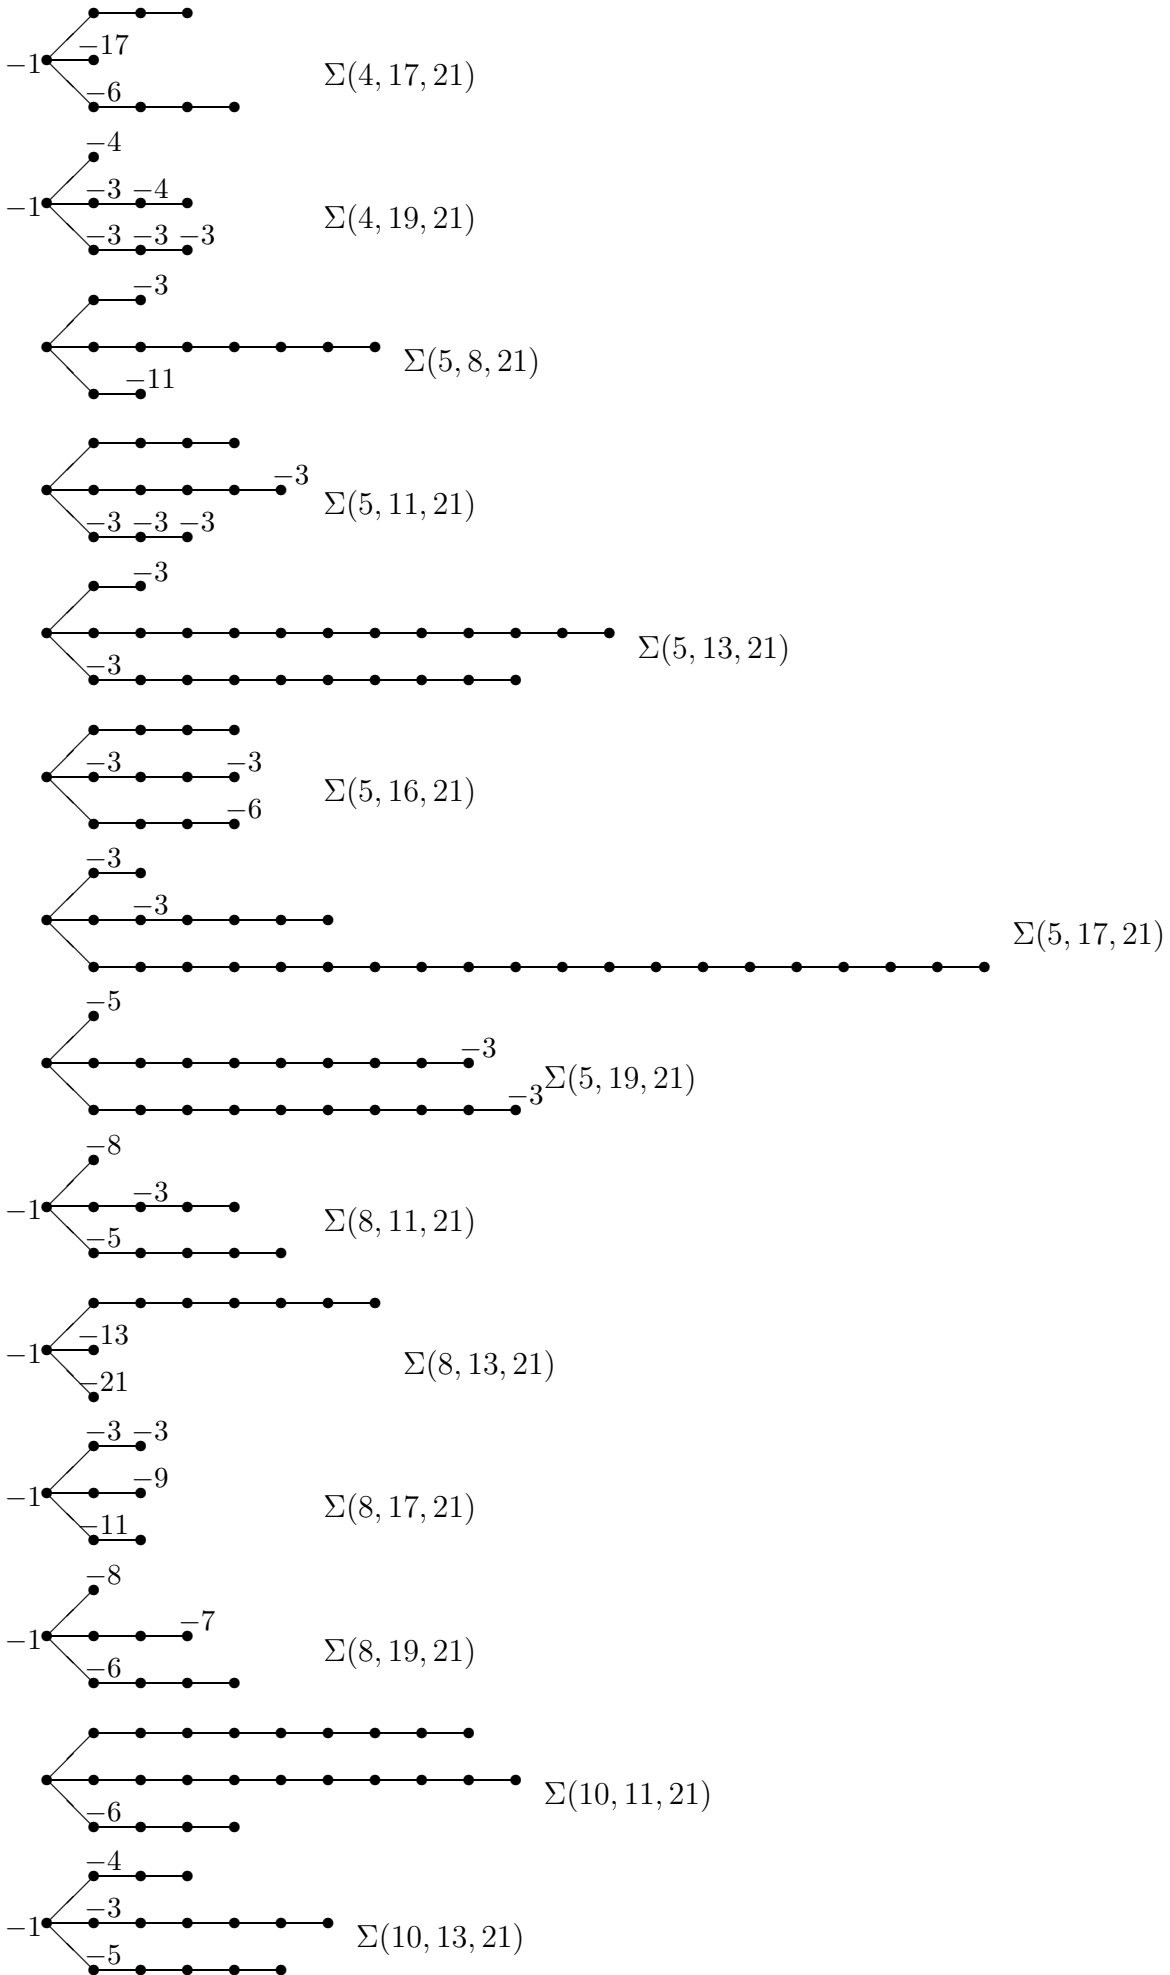 −17
−1
Σ(4, 17, 21)
−6
−4
−3 −4
−1
Σ(4, 19, 21)
−3 −3 −3
−3
Σ(5, 8, 21)
−11
−3
Σ(5, 11, 21)
−3 −3 −3
−3
Σ(5, 13, 21)
−3
−3 −3
Σ(5, 16, 21)
−6
−3
−3
Σ(5, 17, 21)
−5
−3
Σ(5, 19, 21)
−3
−8
−3
−1
Σ(8, 11, 21)
−5
−13
−1
Σ(8, 13, 21)
−21
−3 −3
−9
−1
Σ(8, 17, 21)
−11
−8
−7
−1
Σ(8, 19, 21)
−6
Σ(10, 11, 21)
−6
−4
−3
−1
Σ(10, 13, 21)
−5